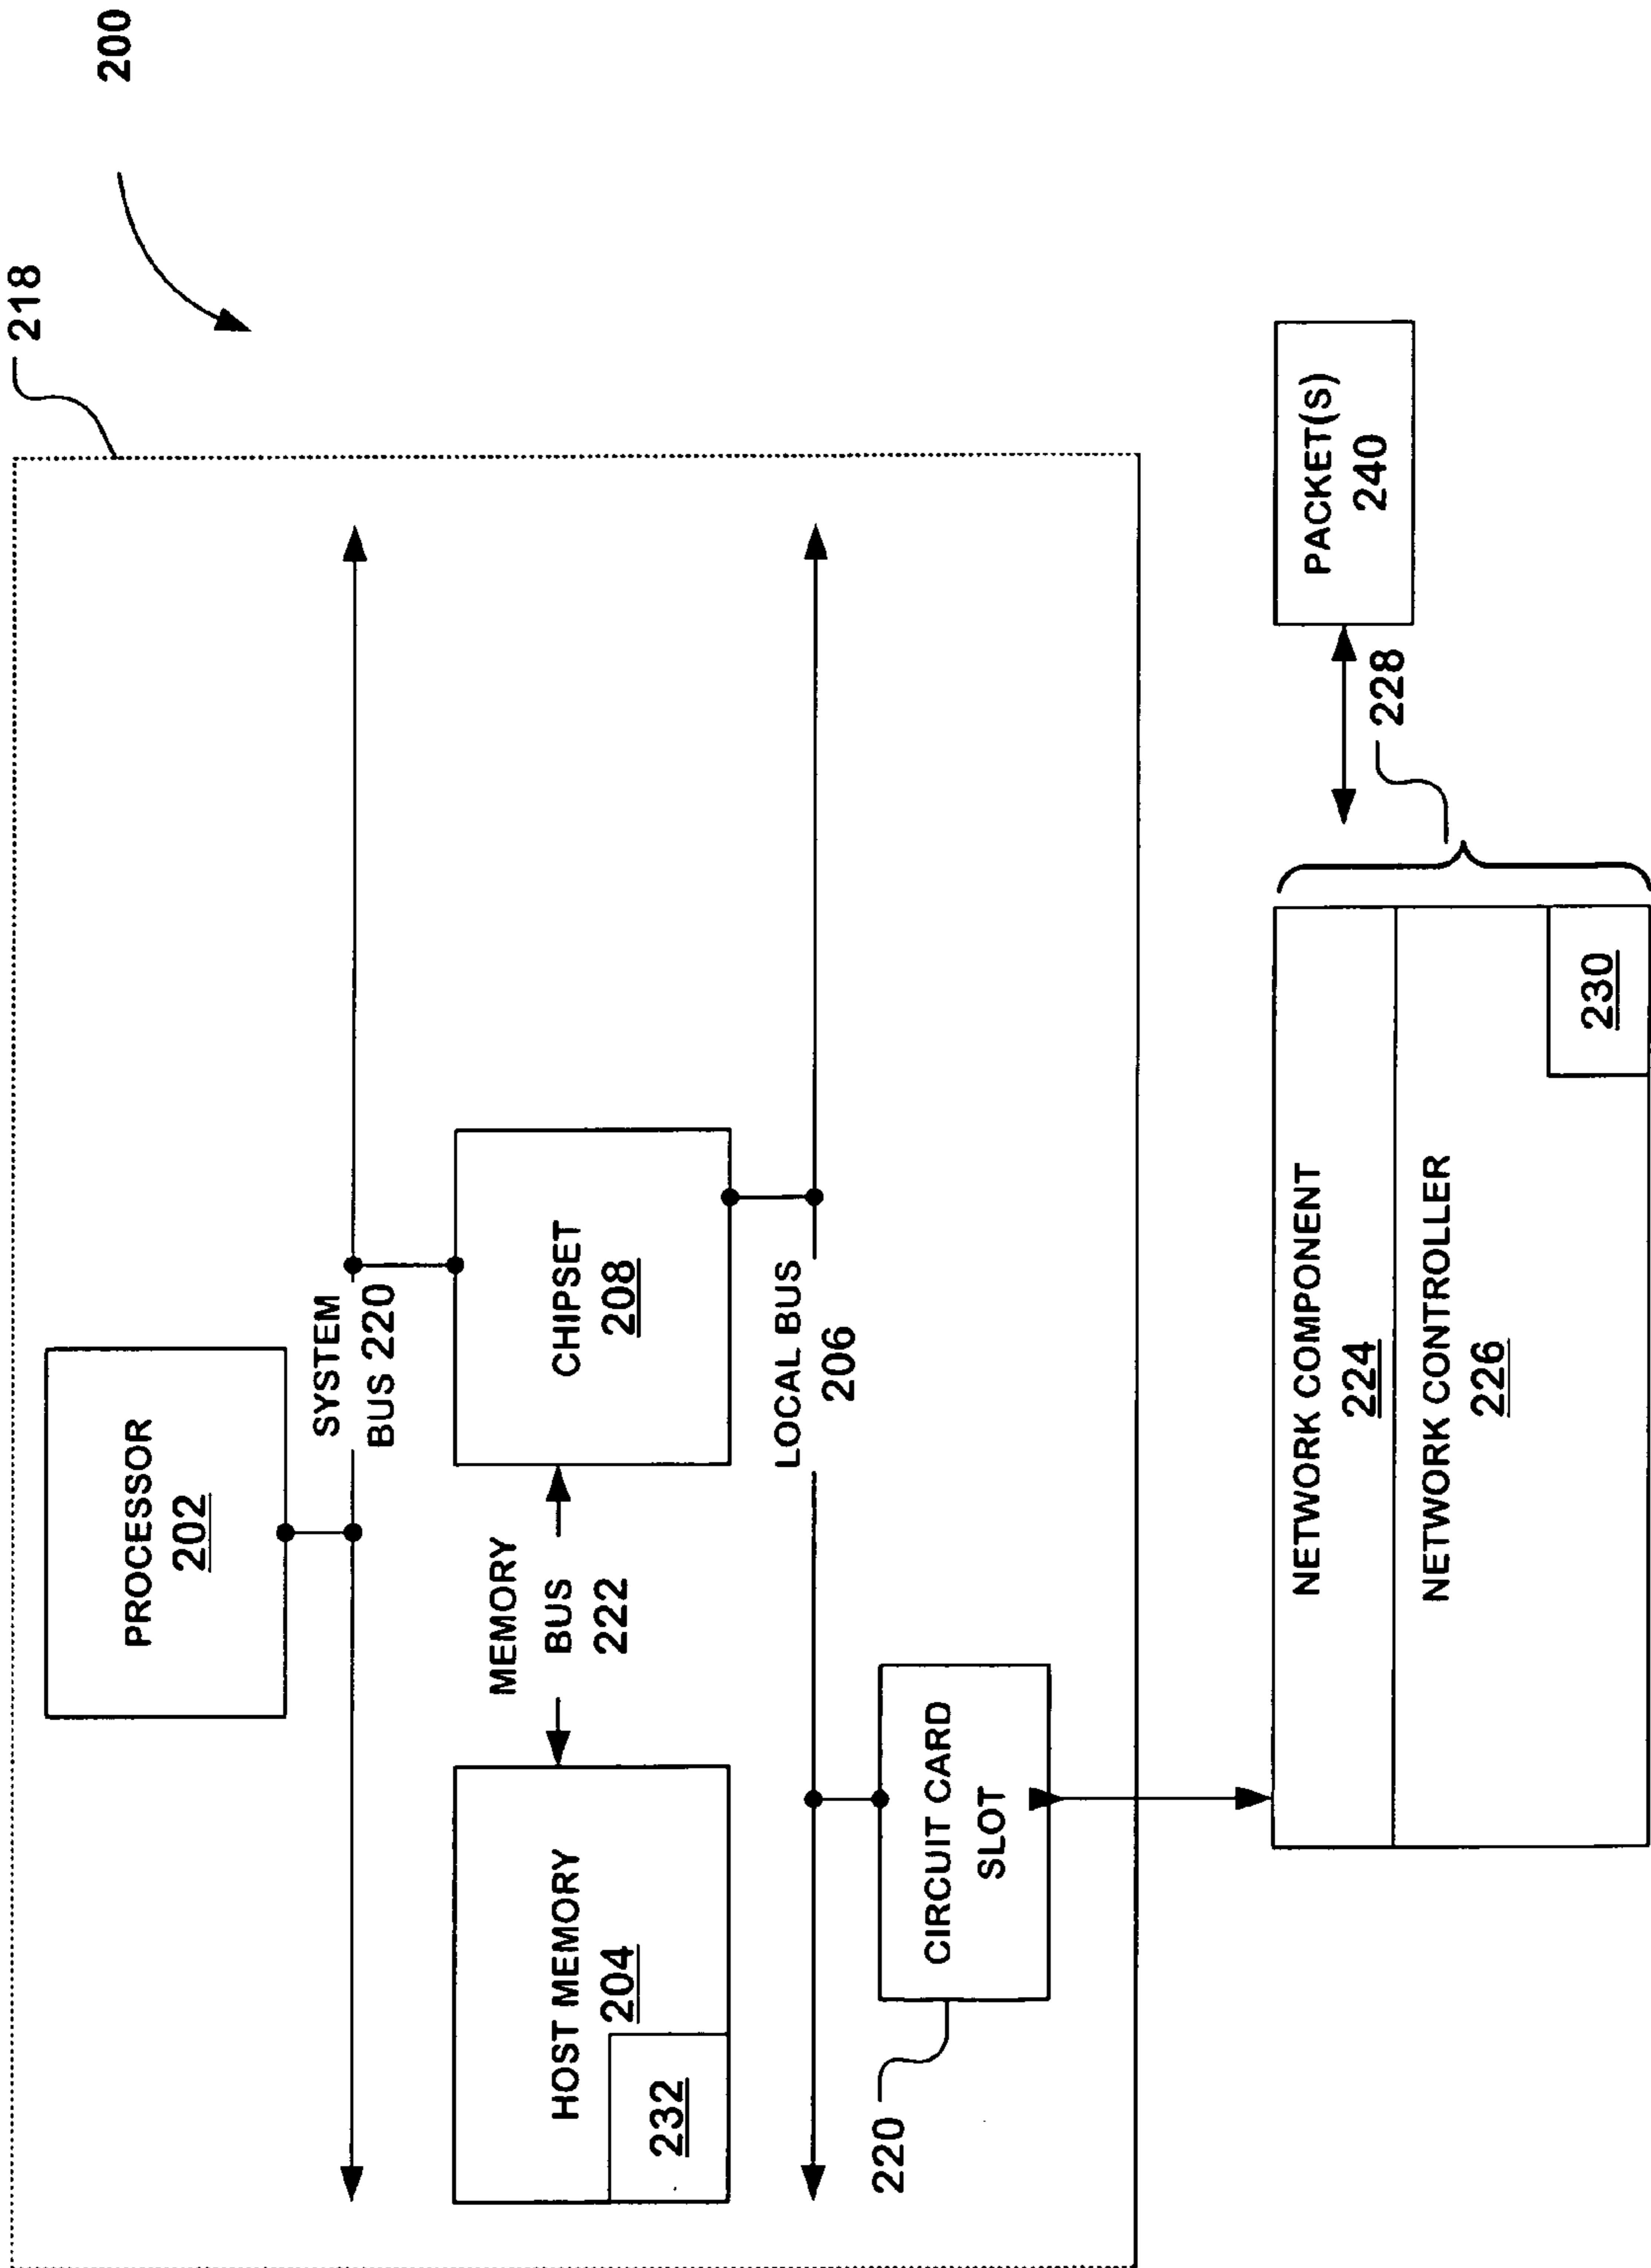 200
218
PROCESSOR
202
SYSTEM
BUS 220
MEMORY
BUS
222
HOST MEMORY
204
232
CHIPSET
208
LOCAL BUS
206
CIRCUIT CARD
SLOT
220
PACKET(S)
240
228
NETWORK COMPONENT
224
NETWORK CONTROLLER
226
230